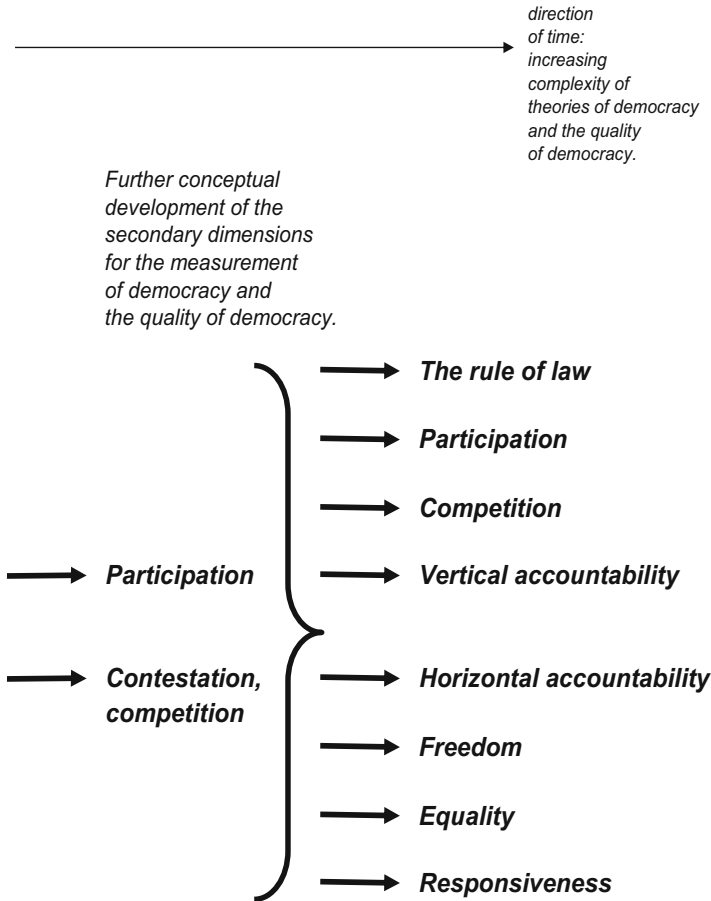 direction
of time:
increasing
complexity of
theories of democracy
and the quality
of democracy.
Further conceptual
development of the
secondary dimensions
for the measurement
of democracy and
the quality of democracy.
Participation
Contestation,
competition
The rule of law
Participation
Competition
Vertical accountability
Horizontal accountability
Freedom
Equality
Responsiveness